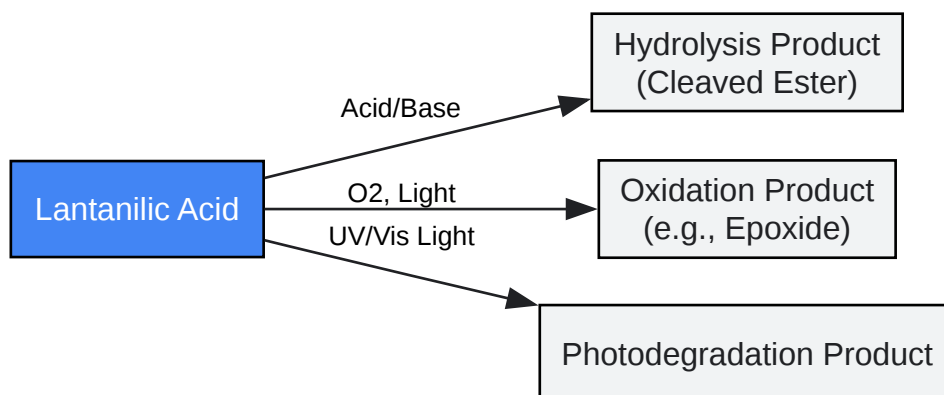 Hydrolysis Product
(Cleaved Ester)
Acid/Base
Lantanilic Acid
O2, Light
Oxidation Product
(e.g., Epoxide)
UV/Vis Light
Photodegradation Product